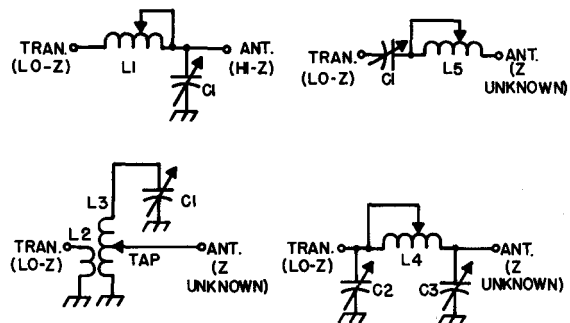 TRAN.
(LO-Z)
L1
C1
ANT.
(HI-Z)
TRAN.
(LO-Z)
C1
L5
ANT.
(Z
UNKNOWN)
L3
C1
L2
TRAN.
(LO-Z)
TAP
ANT.
(Z
UNKNOWN)
TRAN.
(LO-Z)
L4
C2
C3
ANT.
(Z
UNKNOWN)